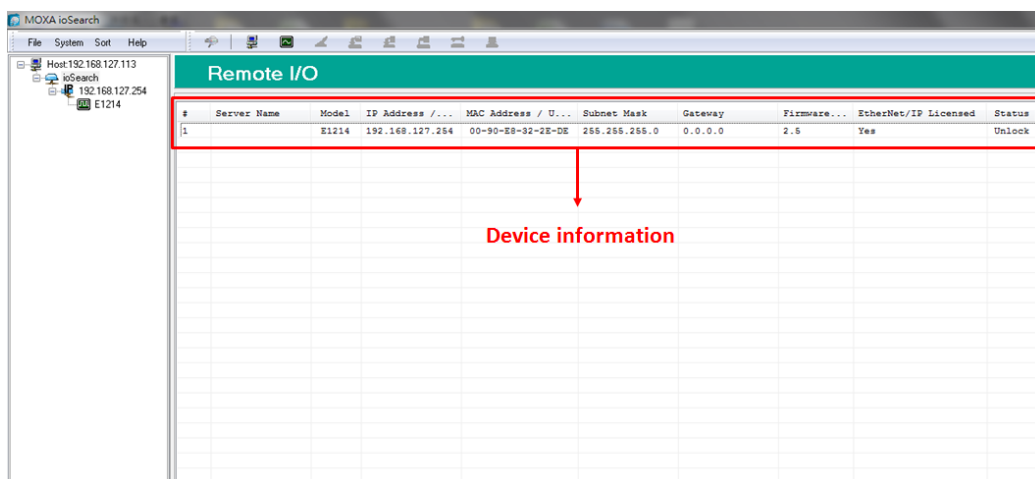 MOXA ioSearch
File System Sort Help
Host:192.168.127.113
ioSearch
192.168.127.254
E1214
Remote I/O
# Server Name Model IP Address /... MAC Address / U... Subnet Mask Gateway Firmware... EtherNet/IP Licensed Status
1 E1214 192.168.127.254 00-90-E8-32-2E-DE 255.255.255.0 0.0.0.0 2.5 Yes Unlock
Device information